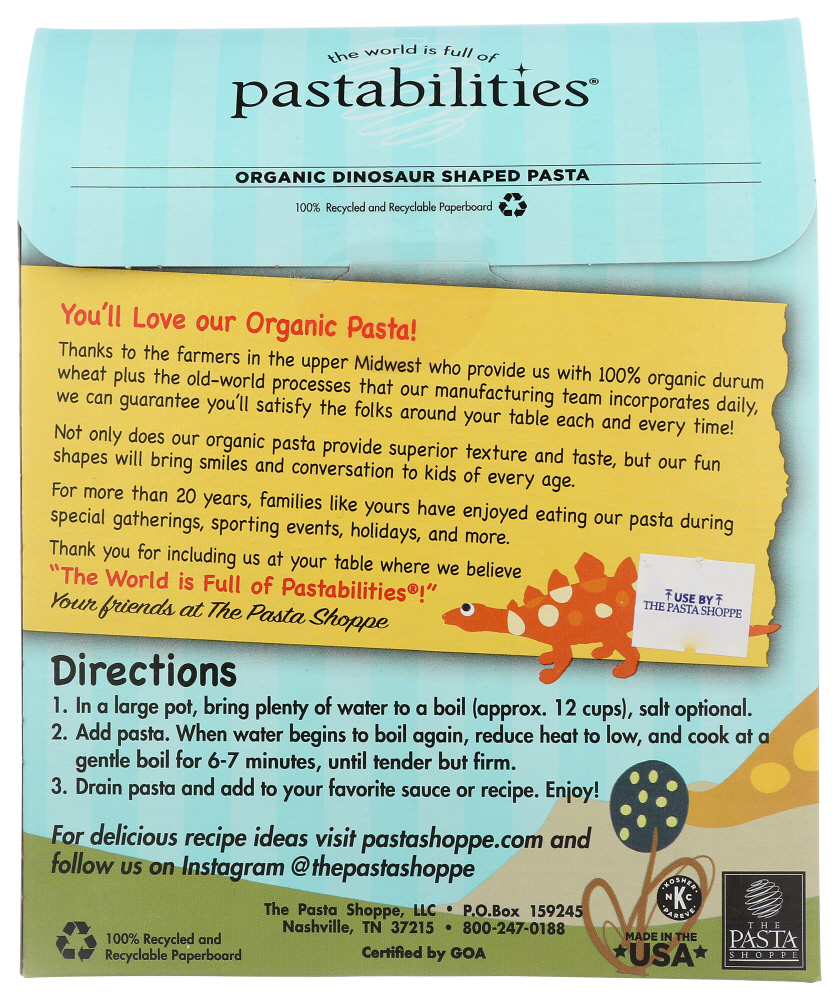 the world is full of
pastabilities®
ORGANIC DINOSAUR SHAPED PASTA
100% Recycled and Recyclable Paperboard
You'll Love our Organic Pasta!
Thanks to the farmers in the upper Midwest who provide us with 100% organic durum
wheat plus the old-world processes that our manufacturing team incorporates daily,
we can guarantee you'll satisfy the folks around your table each and every time!
Not only does our organic pasta provide superior texture and taste, but our fun
shapes will bring smiles and conversation to kids of every age.
For more than 20 years, families like yours have enjoyed eating our pasta during
special gatherings, sporting events, holidays, and more.
Thank you for including us at your table where we believe
"The World is Full of Pastabilities®!"
Your friends at The Pasta Shoppe
USE BY
THE PASTA SHOPPE
Directions
1. In a large pot, bring plenty of water to a boil (approx. 12 cups), salt optional.
2. Add pasta. When water begins to boil again, reduce heat to low, and cook at a
gentle boil for 6-7 minutes, until tender but firm.
3. Drain pasta and add to your favorite sauce or recipe. Enjoy!
For delicious recipe ideas visit pastashoppe.com and
follow us on Instagram @thepastashoppe
100% Recycled and
Recyclable Paperboard
The Pasta Shoppe, LLC • P.O.Box 159245
Nashville, TN 37215 • 800-247-0188
Certified by GOA
•KOSHER•
NKC
PAREVE
MADE IN THE
★USA★
THE
PASTA
SHOPPE